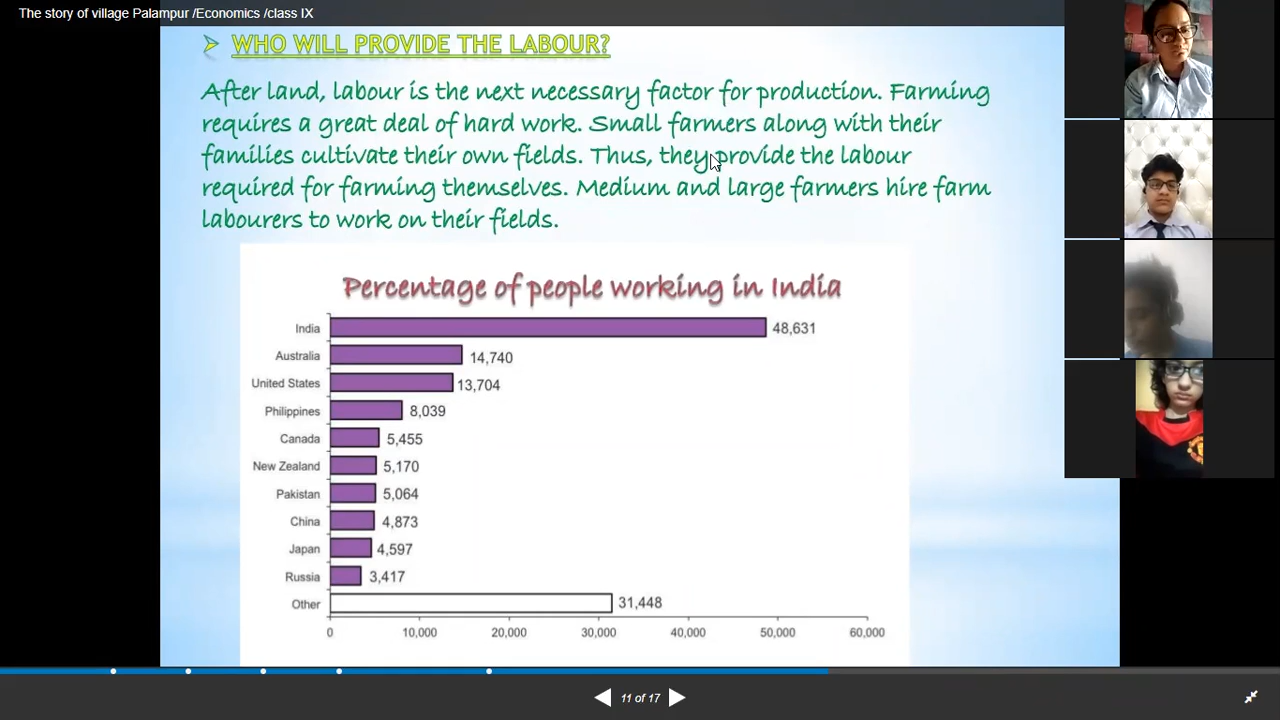 The story of village Palampur /Economics /class IX
WHO WILL PROVIDE THE LABOUR?
After land, labour is the next necessary factor for production. Farming
requires a great deal of hard work. Small farmers along with their
families cultivate their own fields. Thus, they provide the labour
required for farming themselves. Medium and large farmers hire farm
labourers to work on their fields.
Percentage of people working in India
India 48,631
Australia 14,740
United States 13,704
Philippines 8,039
Canada 5,455
New Zealand 5,170
Pakistan 5,064
China 4,873
Japan 4,597
Russia 3,417
Other 31,448
0 10,000 20,000 30,000 40,000 50,000 60,000
11 of 17